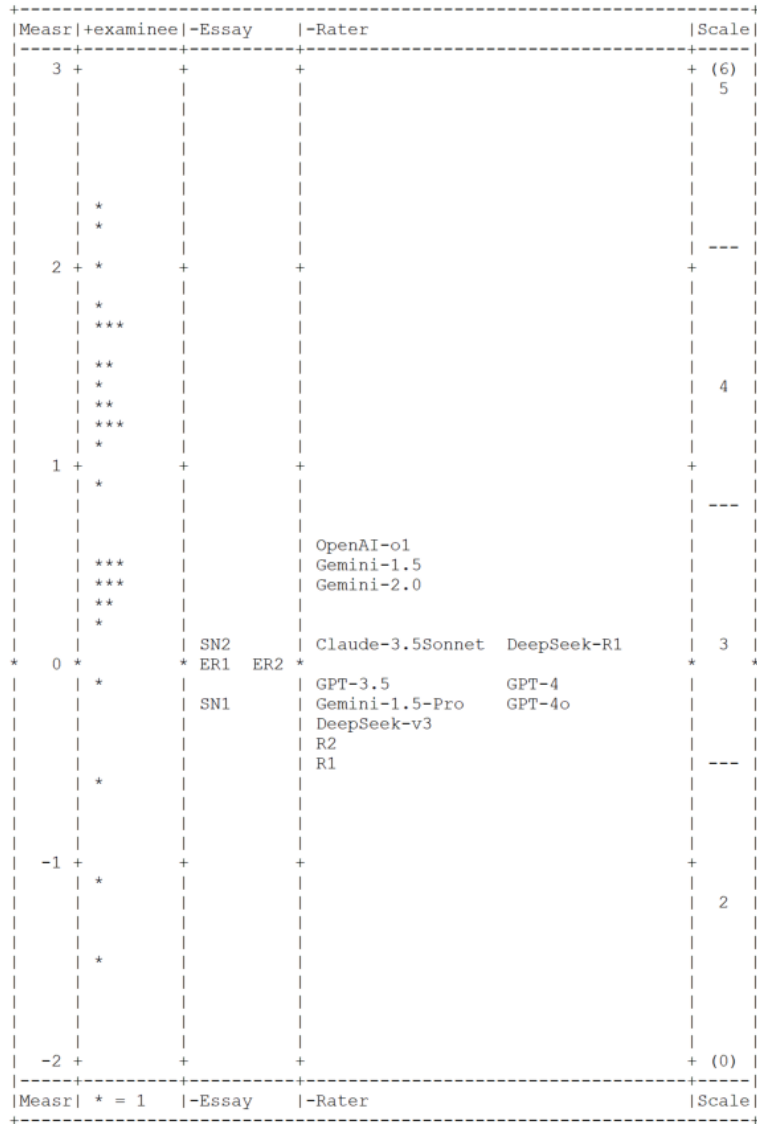 +-----------------------------------------------------------------+
|Measr|+examinee|-Essay    |-Rater                                |Scale|
|-----+---------+----------+--------------------------------------+-----|
|   3 +         +          +                                      + (6) |
|     |         |          |                                      |  5  |
|     |         |          |                                      |     |
|     |         |          |                                      |     |
|     |         |          |                                      |     |
|     |         |          |                                      |     |
|     |         |          |                                      |     |
|     | *       |          |                                      |     |
|     | *       |          |                                      |     |
|     |         |          |                                      | --- |
|   2 + *       +          +                                      +     |
|     |         |          |                                      |     |
|     | *       |          |                                      |     |
|     | ***     |          |                                      |     |
|     |         |          |                                      |     |
|     | **      |          |                                      |     |
|     | *       |          |                                      |  4  |
|     | **      |          |                                      |     |
|     | ***     |          |                                      |     |
|     | *       |          |                                      |     |
|   1 +         +          +                                      +     |
|     | *       |          |                                      |     |
|     |         |          |                                      | --- |
|     |         |          |                                      |     |
|     |         |          | OpenAI-o1                            |     |
|     | ***     |          | Gemini-1.5                           |     |
|     | ***     |          | Gemini-2.0                           |     |
|     | **      |          |                                      |     |
|     | *       |          |                                      |     |
|     |         | SN2      | Claude-3.5Sonnet  DeepSeek-R1        |  3  |
*   0 *         * ER1  ER2 *                                      *     *
|     | *       |          | GPT-3.5           GPT-4              |     |
|     |         | SN1      | Gemini-1.5-Pro    GPT-4o             |     |
|     |         |          | DeepSeek-v3                          |     |
|     |         |          | R2                                   |     |
|     |         |          | R1                                   | --- |
|     | *       |          |                                      |     |
|     |         |          |                                      |     |
|     |         |          |                                      |     |
|     |         |          |                                      |     |
|  -1 +         +          +                                      +     |
|     | *       |          |                                      |     |
|     |         |          |                                      |  2  |
|     |         |          |                                      |     |
|     |         |          |                                      |     |
|     | *       |          |                                      |     |
|     |         |          |                                      |     |
|     |         |          |                                      |     |
|     |         |          |                                      |     |
|     |         |          |                                      |     |
|  -2 +         +          +                                      + (0) |
|-----+---------+----------+--------------------------------------+-----|
|Measr| * = 1   |-Essay    |-Rater                                |Scale|
+-----------------------------------------------------------------+